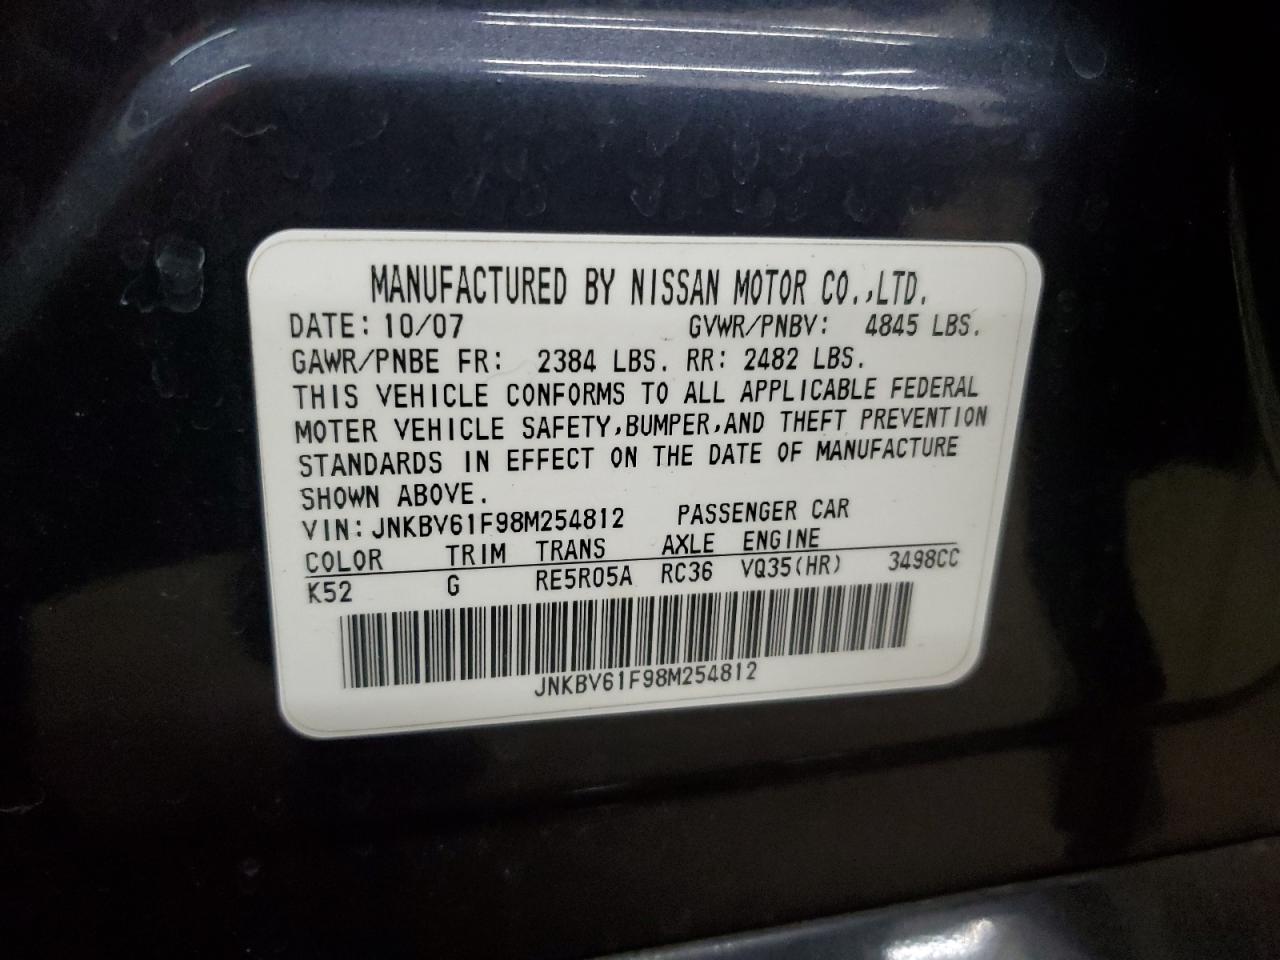 MANUFACTURED BY NISSAN MOTOR CO.,LTD.
DATE: 10/07 GVWR/PNBV: 4845 LBS.
GAWR/PNBE FR: 2384 LBS. RR: 2482 LBS.
THIS VEHICLE CONFORMS TO ALL APPLICABLE FEDERAL
MOTER VEHICLE SAFETY,BUMPER,AND THEFT PREVENTION
STANDARDS IN EFFECT ON THE DATE OF MANUFACTURE
SHOWN ABOVE.
VIN: JNKBV61F98M254812 PASSENGER CAR
COLOR TRIM TRANS AXLE ENGINE
K52 G RE5R05A RC36 VQ35(HR) 3498CC
JNKBV61F98M254812